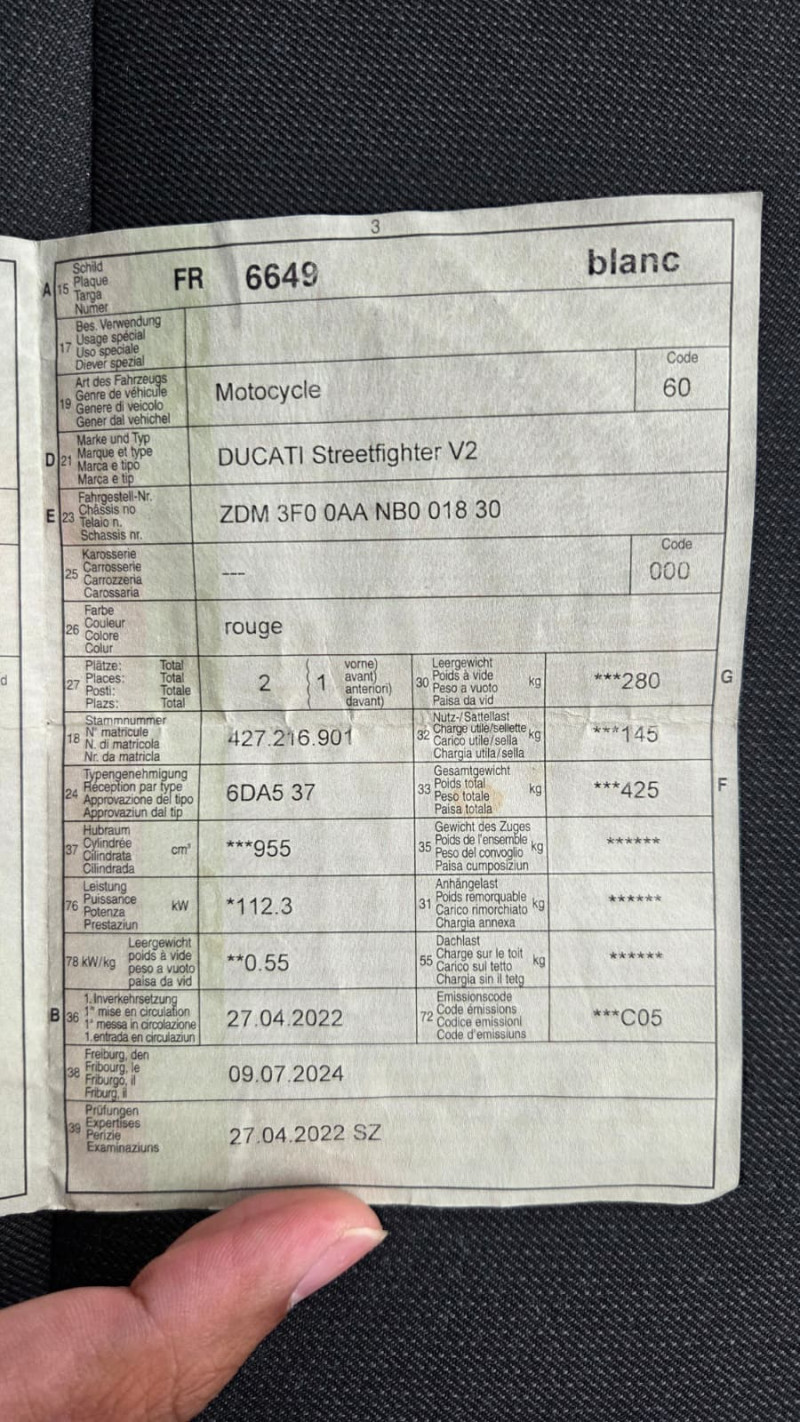 3
A 15 Schild
Plaque
Targa
Numer
FR 6649 blanc
17 Bes. Verwendung
Usage spécial
Uso speciale
Diever spezial
19 Art des Fahrzeugs
Genre de véhicule
Genere di veicolo
Gener dal vehichel
Motocycle
Code
60
D 21 Marke und Typ
Marque et type
Marca e tipo
Marca e tip
DUCATI Streetfighter V2
E 23 Fahrgestell-Nr.
Châssis no
Telaio n.
Schassis nr.
ZDM 3F0 0AA NB0 018 30
25 Karosserie
Carrosserie
Carrozzeria
Carossaria
---
Code
000
26 Farbe
Couleur
Colore
Colur
rouge
27 Plätze: Total
Places: Total
Posti: Totale
Plazs: Total
2 ( 1 vorne)
avant)
anteriori)
davant)
30 Leergewicht
Poids à vide
Peso a vuoto
Paisa da vid
kg
***280
G
18 Stammnummer
N° matricule
N. di matricola
Nr. da matricla
427.216.901
32 Nutz-/Sattellast
Charge utile/sellette
Carico utile/sella
Chargia utila/sella
kg
***145
24 Typengenehmigung
Réception par type
Approvazione del tipo
Approvaziun dal tip
6DA5 37
33 Gesamtgewicht
Poids total
Peso totale
Paisa totala
kg
***425
F
37 Hubraum
Cylindrée
Cilindrata
Cilindrada
cm³
***955
35 Gewicht des Zuges
Poids de l'ensemble
Peso del convoglio
Paisa cumposiziun
kg
******
76 Leistung
Puissance
Potenza
Prestaziun
kW
*112.3
31 Anhängelast
Poids remorquable
Carico rimorchiato
Chargia annexa
kg
******
78 kW/kg Leergewicht
poids à vide
peso a vuoto
paisa da vid
**0.55
55 Dachlast
Charge sur le toit
Carico sul tetto
Chargia sin il tetg
kg
******
B 36 1. Inverkehrsetzung
1re mise en circulation
1a messa in circolazione
1. entrada en circulaziun
27.04.2022
72 Emissionscode
Code émissions
Codice emissioni
Code d'emissiuns
***C05
38 Freiburg, den
Fribourg, le
Friburgo, il
Friburg, il
09.07.2024
39 Prüfungen
Expertises
Perizie
Examinaziuns
27.04.2022 SZ
d